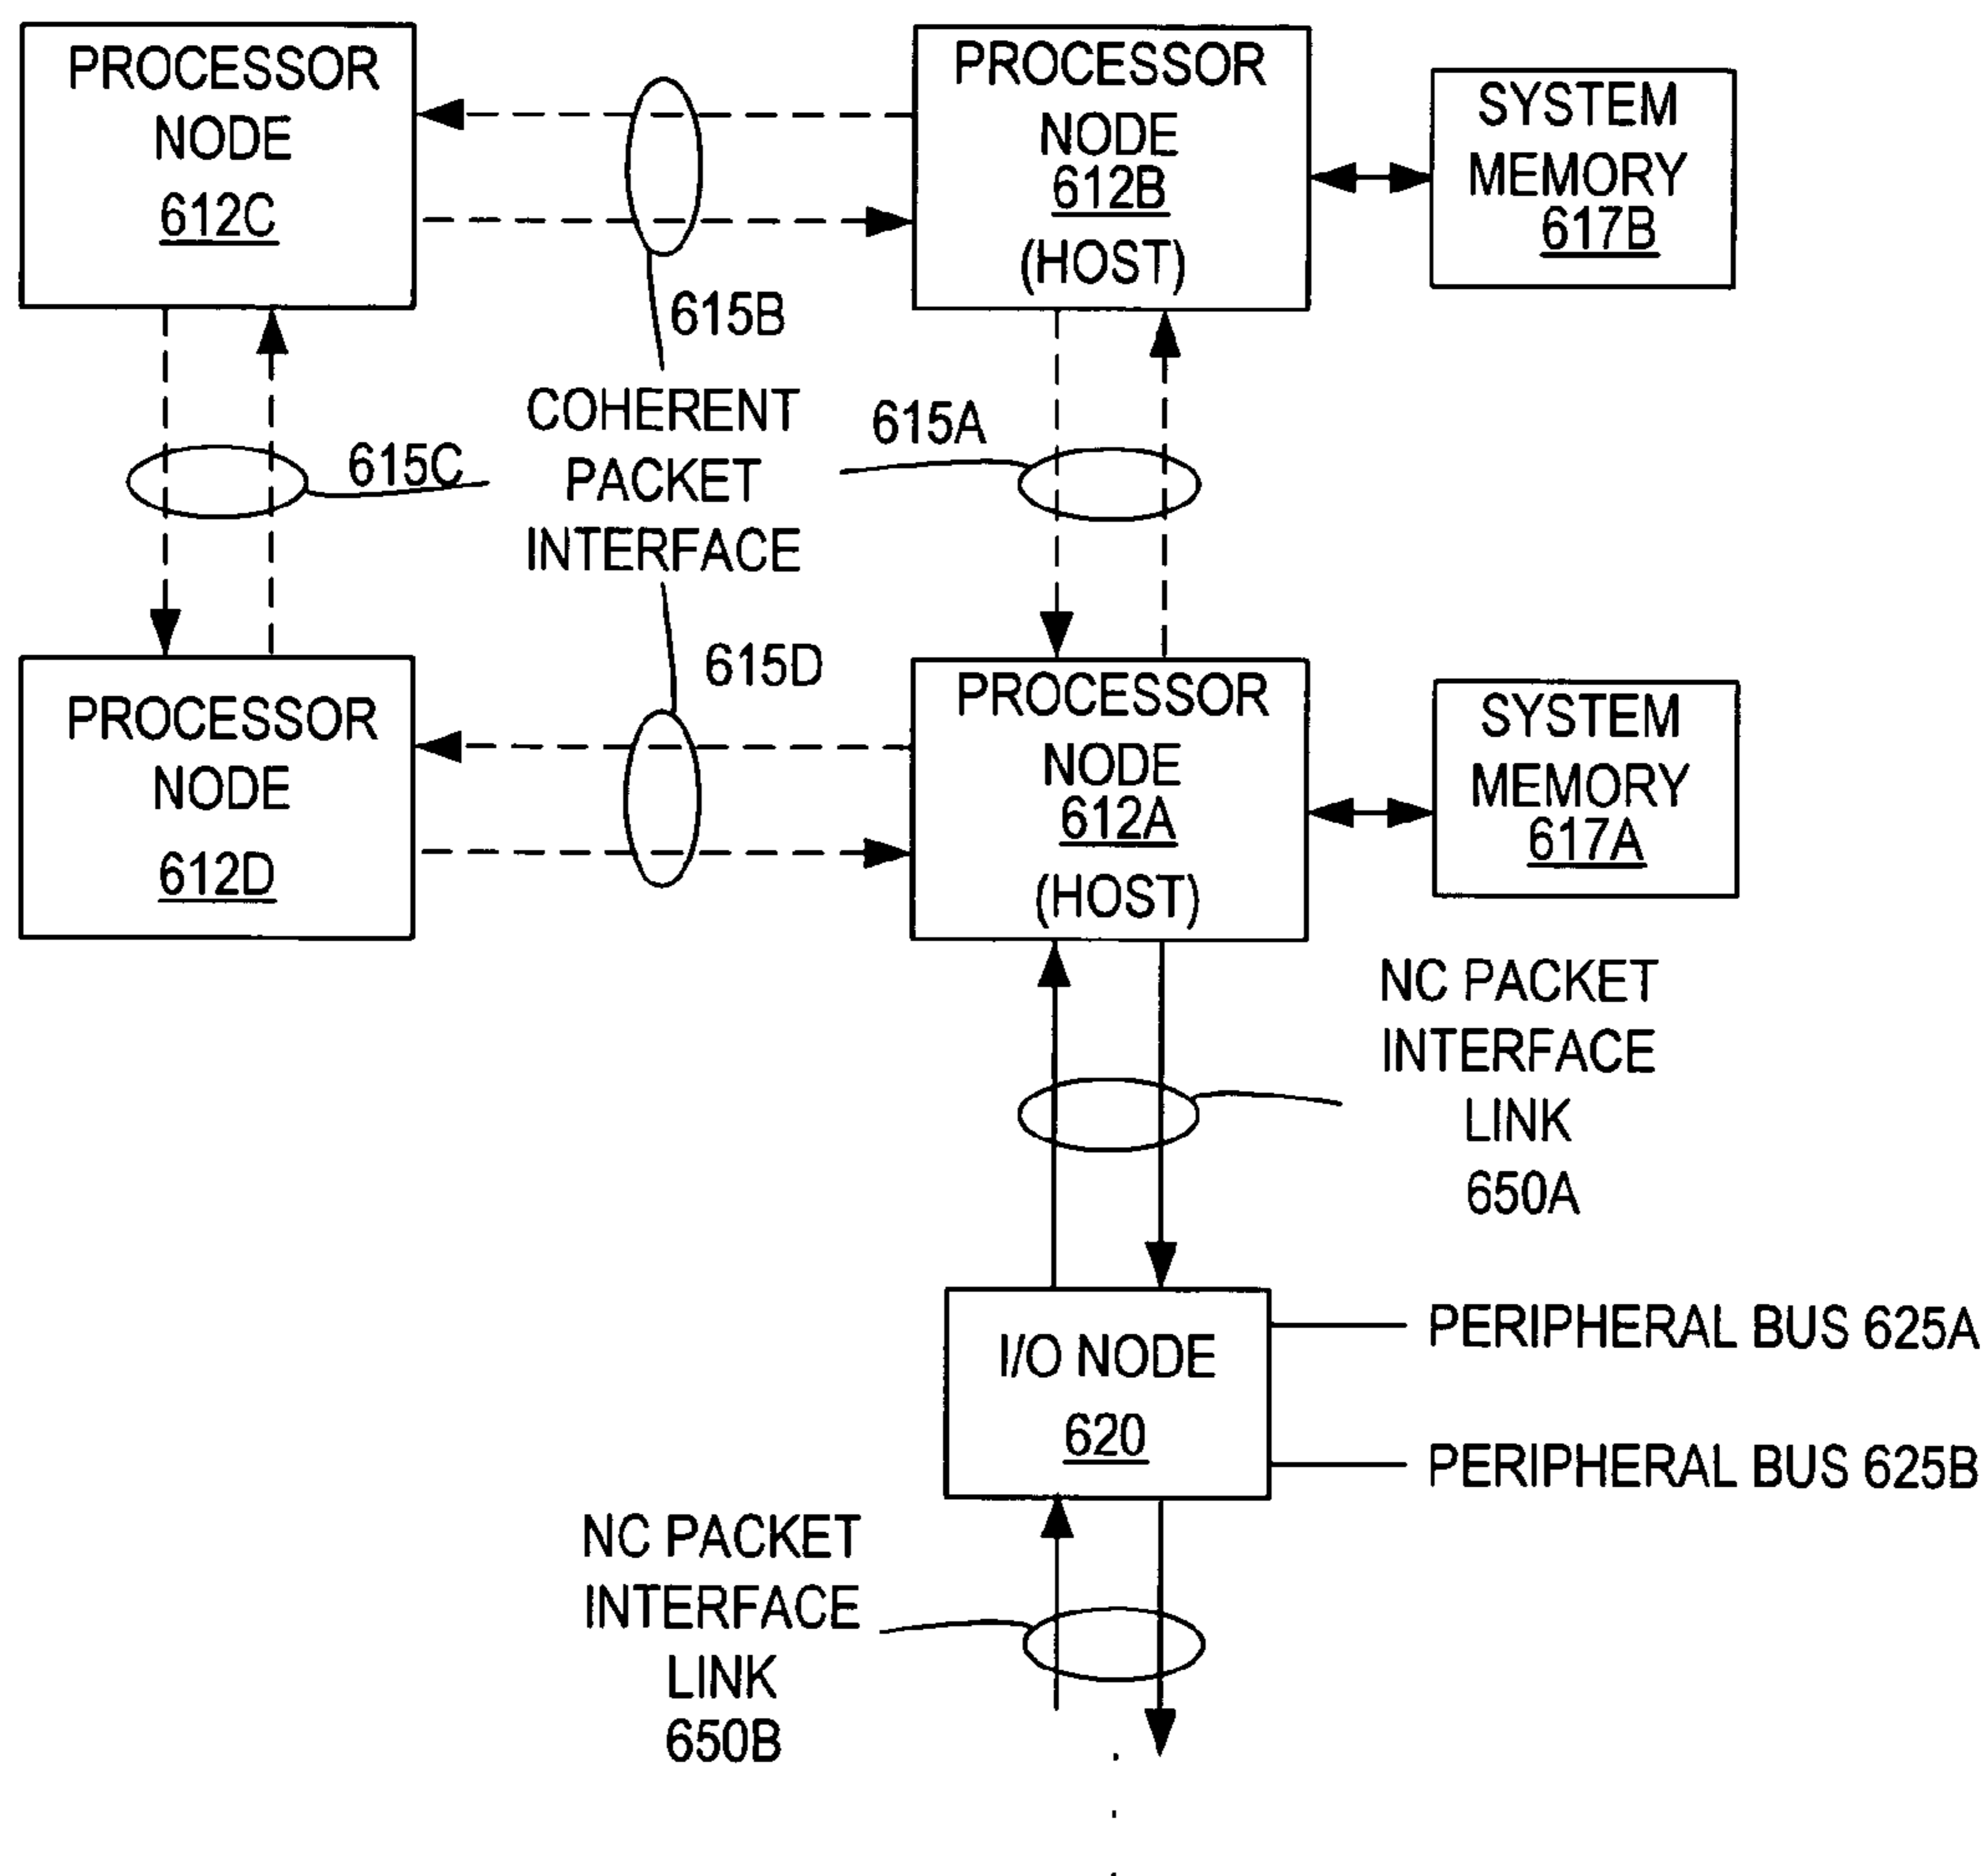 PROCESSOR
NODE
612C
PROCESSOR
NODE
612B
(HOST)
SYSTEM
MEMORY
617B
615B
COHERENT
PACKET
INTERFACE
615A
615C
615D
PROCESSOR
NODE
612D
PROCESSOR
NODE
612A
(HOST)
SYSTEM
MEMORY
617A
NC PACKET
INTERFACE
LINK
650A
I/O NODE
620
PERIPHERAL BUS 625A
PERIPHERAL BUS 625B
NC PACKET
INTERFACE
LINK
650B